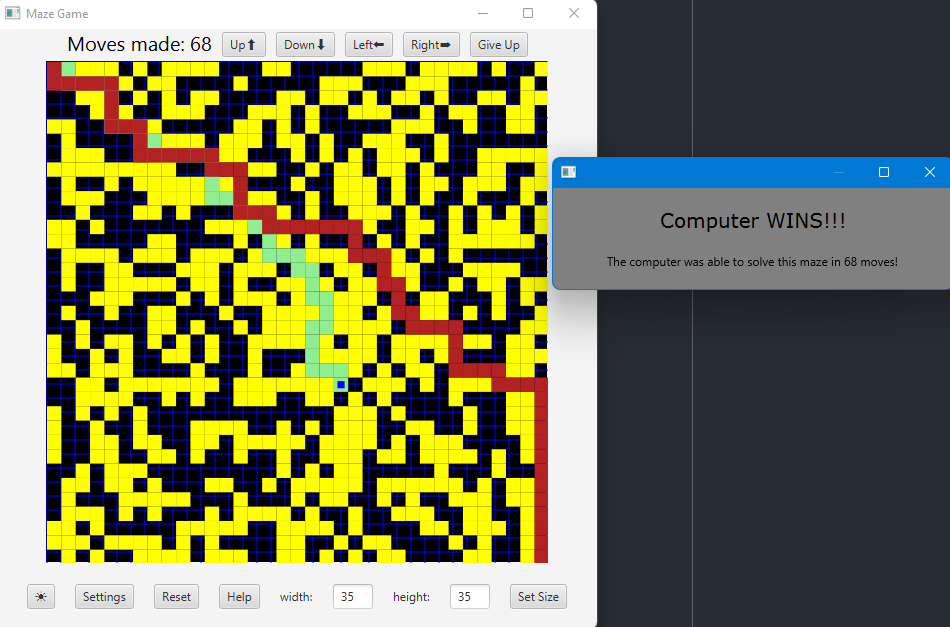 Maze Game
Moves made: 68 Up⬆ Down⬇ Left⬅ Right➡ Give Up
Computer WINS!!!
The computer was able to solve this maze in 68 moves!
☀ Settings Reset Help width: 35 height: 35 Set Size